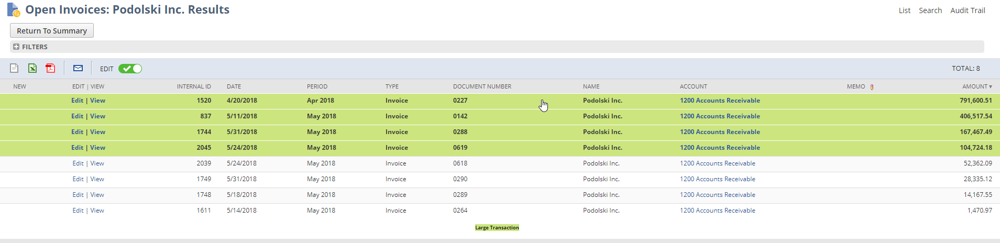 Open Invoices: Podolski Inc. Results
List Search Audit Trail
Return To Summary
FILTERS
EDIT
TOTAL: 8
NEW EDIT | VIEW INTERNAL ID DATE PERIOD TYPE DOCUMENT NUMBER NAME ACCOUNT MEMO AMOUNT
Edit | View 1520 4/20/2018 Apr 2018 Invoice 0227 Podolski Inc. 1200 Accounts Receivable 791,600.51
Edit | View 837 5/11/2018 May 2018 Invoice 0142 Podolski Inc. 1200 Accounts Receivable 406,517.54
Edit | View 1744 5/31/2018 May 2018 Invoice 0288 Podolski Inc. 1200 Accounts Receivable 167,467.49
Edit | View 2045 5/24/2018 May 2018 Invoice 0619 Podolski Inc. 1200 Accounts Receivable 104,724.18
Edit | View 2039 5/24/2018 May 2018 Invoice 0618 Podolski Inc. 1200 Accounts Receivable 52,362.09
Edit | View 1749 5/31/2018 May 2018 Invoice 0290 Podolski Inc. 1200 Accounts Receivable 28,335.12
Edit | View 1748 5/18/2018 May 2018 Invoice 0289 Podolski Inc. 1200 Accounts Receivable 14,167.55
Edit | View 1611 5/14/2018 May 2018 Invoice 0264 Podolski Inc. 1200 Accounts Receivable 1,470.97
Large Transaction